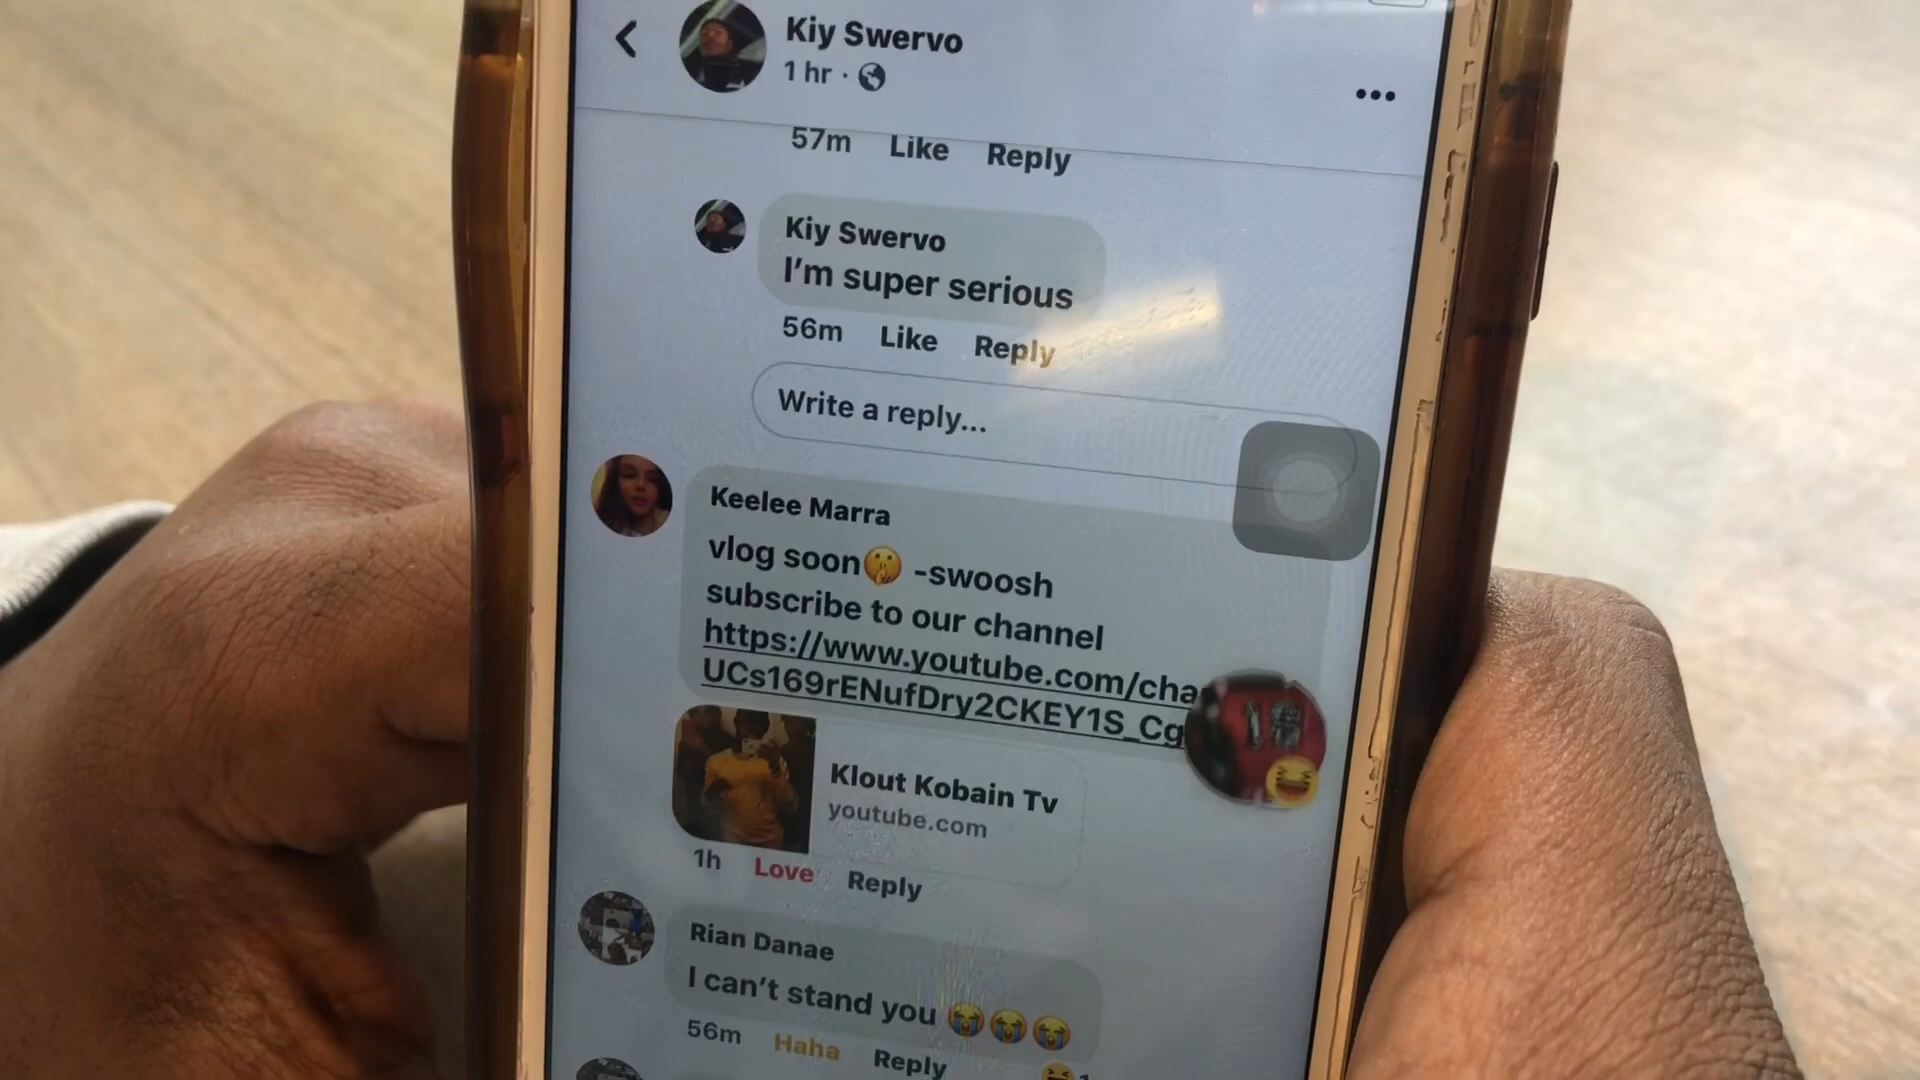 Kiy Swervo
1 hr ·
57m Like Reply
Kiy Swervo
I'm super serious
56m Like Reply
Write a reply...
Keelee Marra
vlog soon🤫 -swoosh
subscribe to our channel
https://www.youtube.com/cha
UCs169rENufDry2CKEY1S_Cg
18
Klout Kobain Tv
youtube.com
1h Love Reply
Rian Danae
I can't stand you 😭😭😭
56m Haha Reply
1